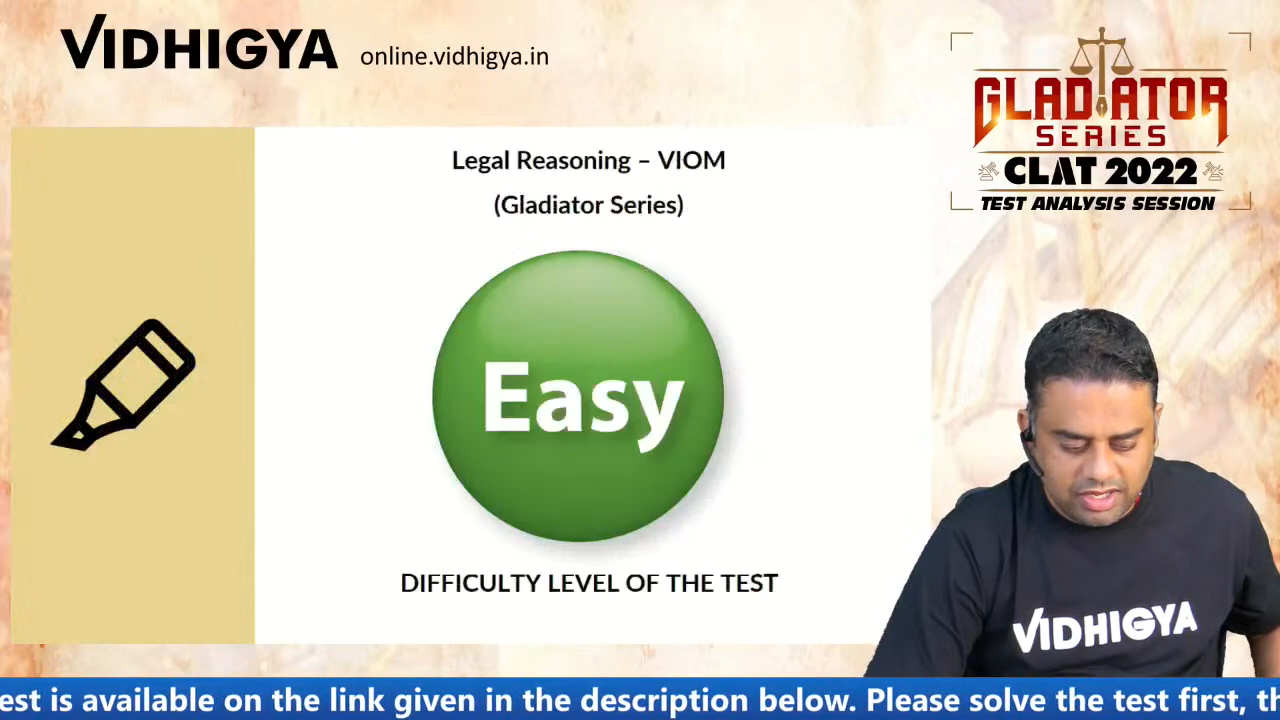 VIDHIGYA online.vidhigya.in
GLADIATOR
SERIES
CLAT 2022
TEST ANALYSIS SESSION
Legal Reasoning – VIOM
(Gladiator Series)
Easy
DIFFICULTY LEVEL OF THE TEST
VIDHIGYA
est is available on the link given in the description below. Please solve the test first, th